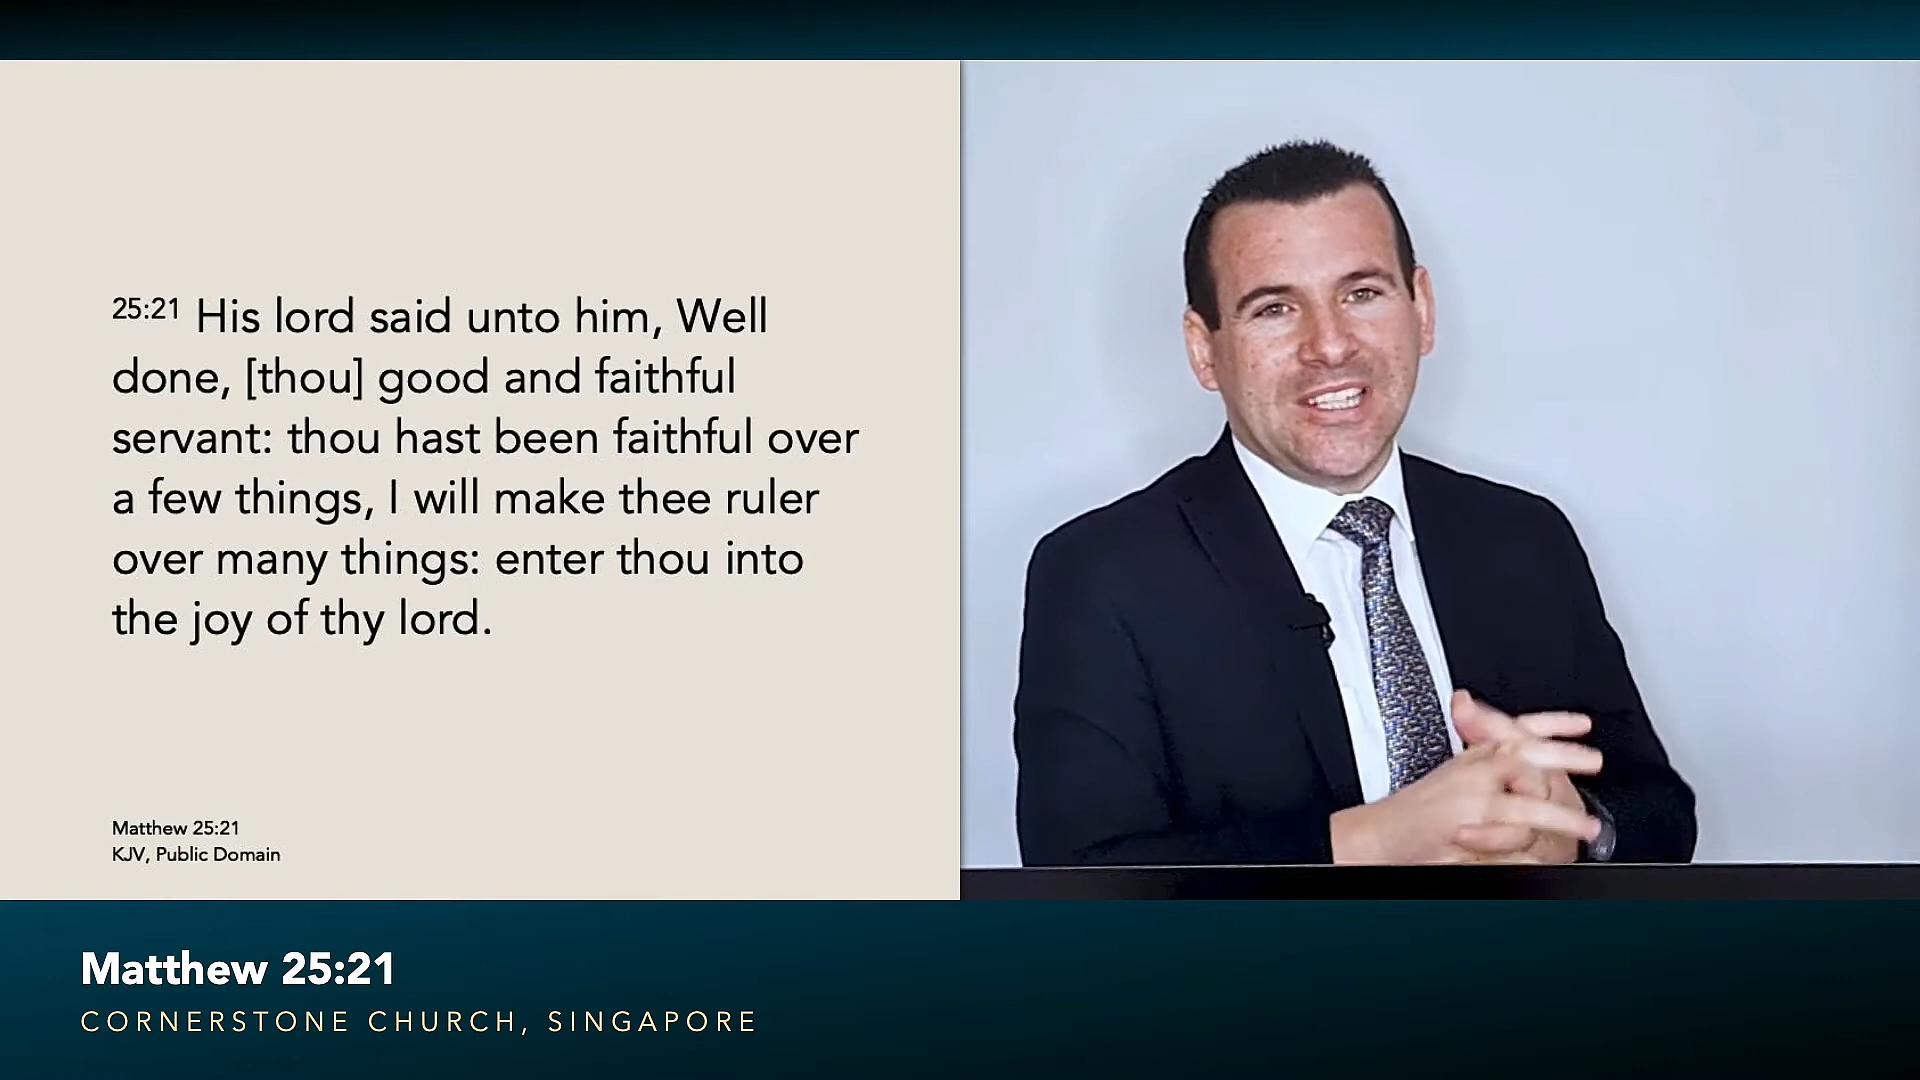 25:21 His lord said unto him, Well
done, [thou] good and faithful
servant: thou hast been faithful over
a few things, I will make thee ruler
over many things: enter thou into
the joy of thy lord.
Matthew 25:21
KJV, Public Domain
Matthew 25:21
CORNERSTONE CHURCH, SINGAPORE